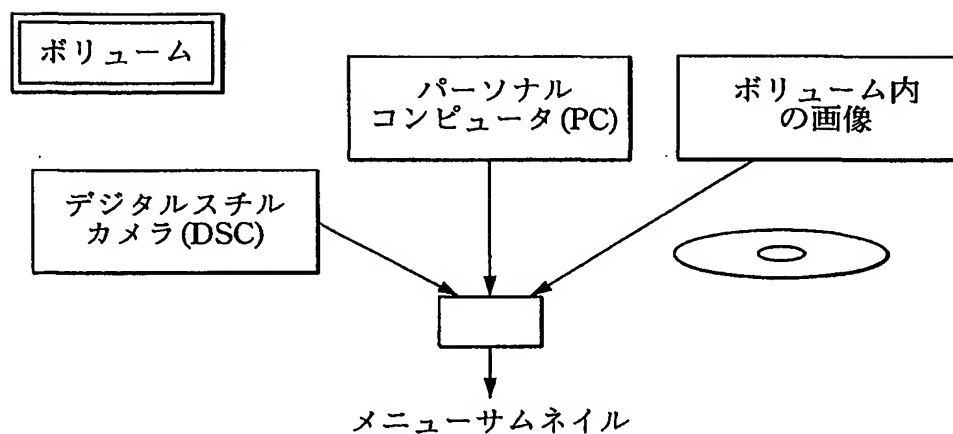 ボリューム
パーソナル
コンピュータ(PC)
ボリューム内
の画像
デジタルスチル
カメラ(DSC)
メニューサムネイル